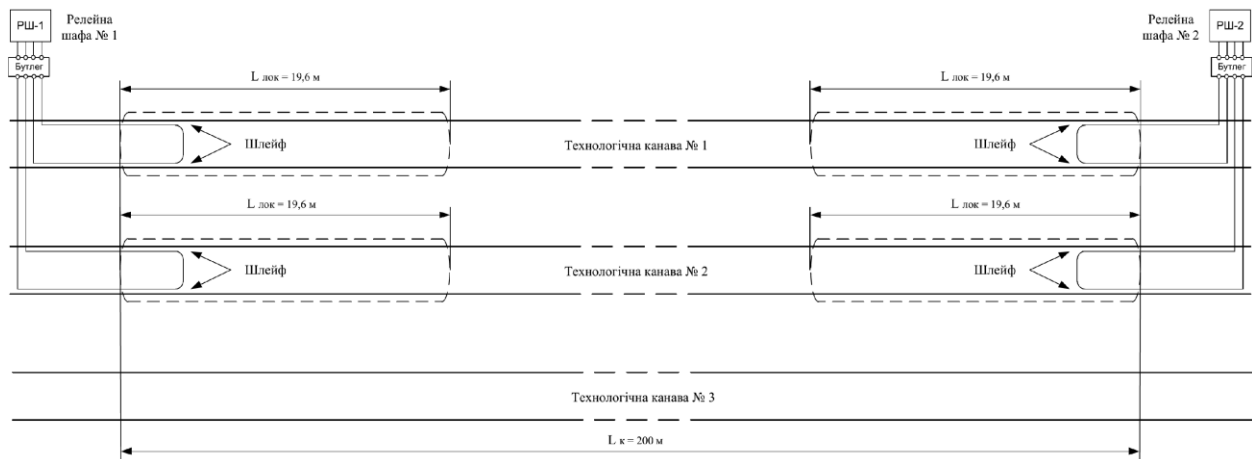 РШ-1
Релейна
шафа № 1
Бутлег
Релейна
шафа № 2
РШ-2
Бутлег
L лок = 19,6 м
L лок = 19,6 м
Шлейф
Технологічна канава № 1
Шлейф
L лок = 19,6 м
L лок = 19,6 м
Шлейф
Технологічна канава № 2
Шлейф
Технологічна канава № 3
L к = 200 м